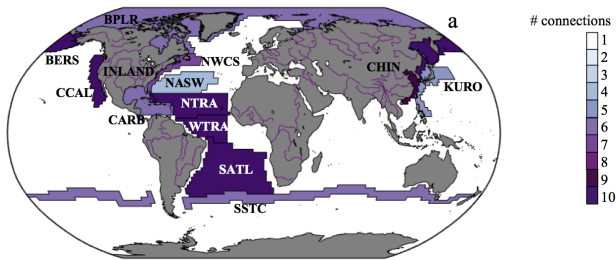 a
# connections
BPLR
BERS
INLAND
NWCS
CHIN
CCAL
NASW
KURO
NTRA
CARB
WTRA
SATL
SSTC
1
2
3
4
5
6
7
8
9
10